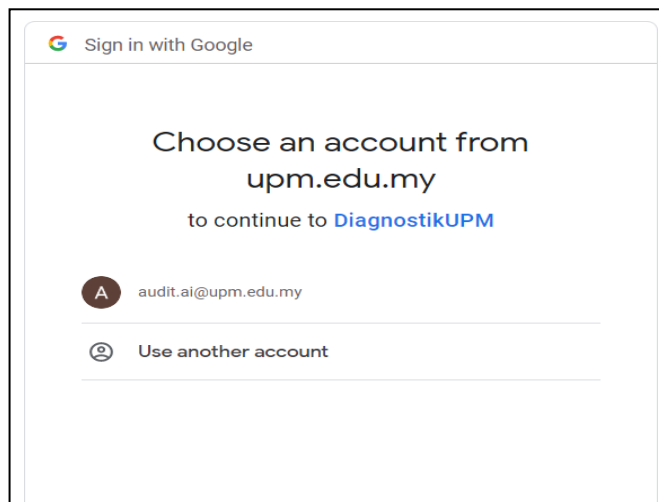 Sign in with Google
Choose an account from
upm.edu.my
to continue to DiagnostikUPM
A
audit.ai@upm.edu.my
Use another account